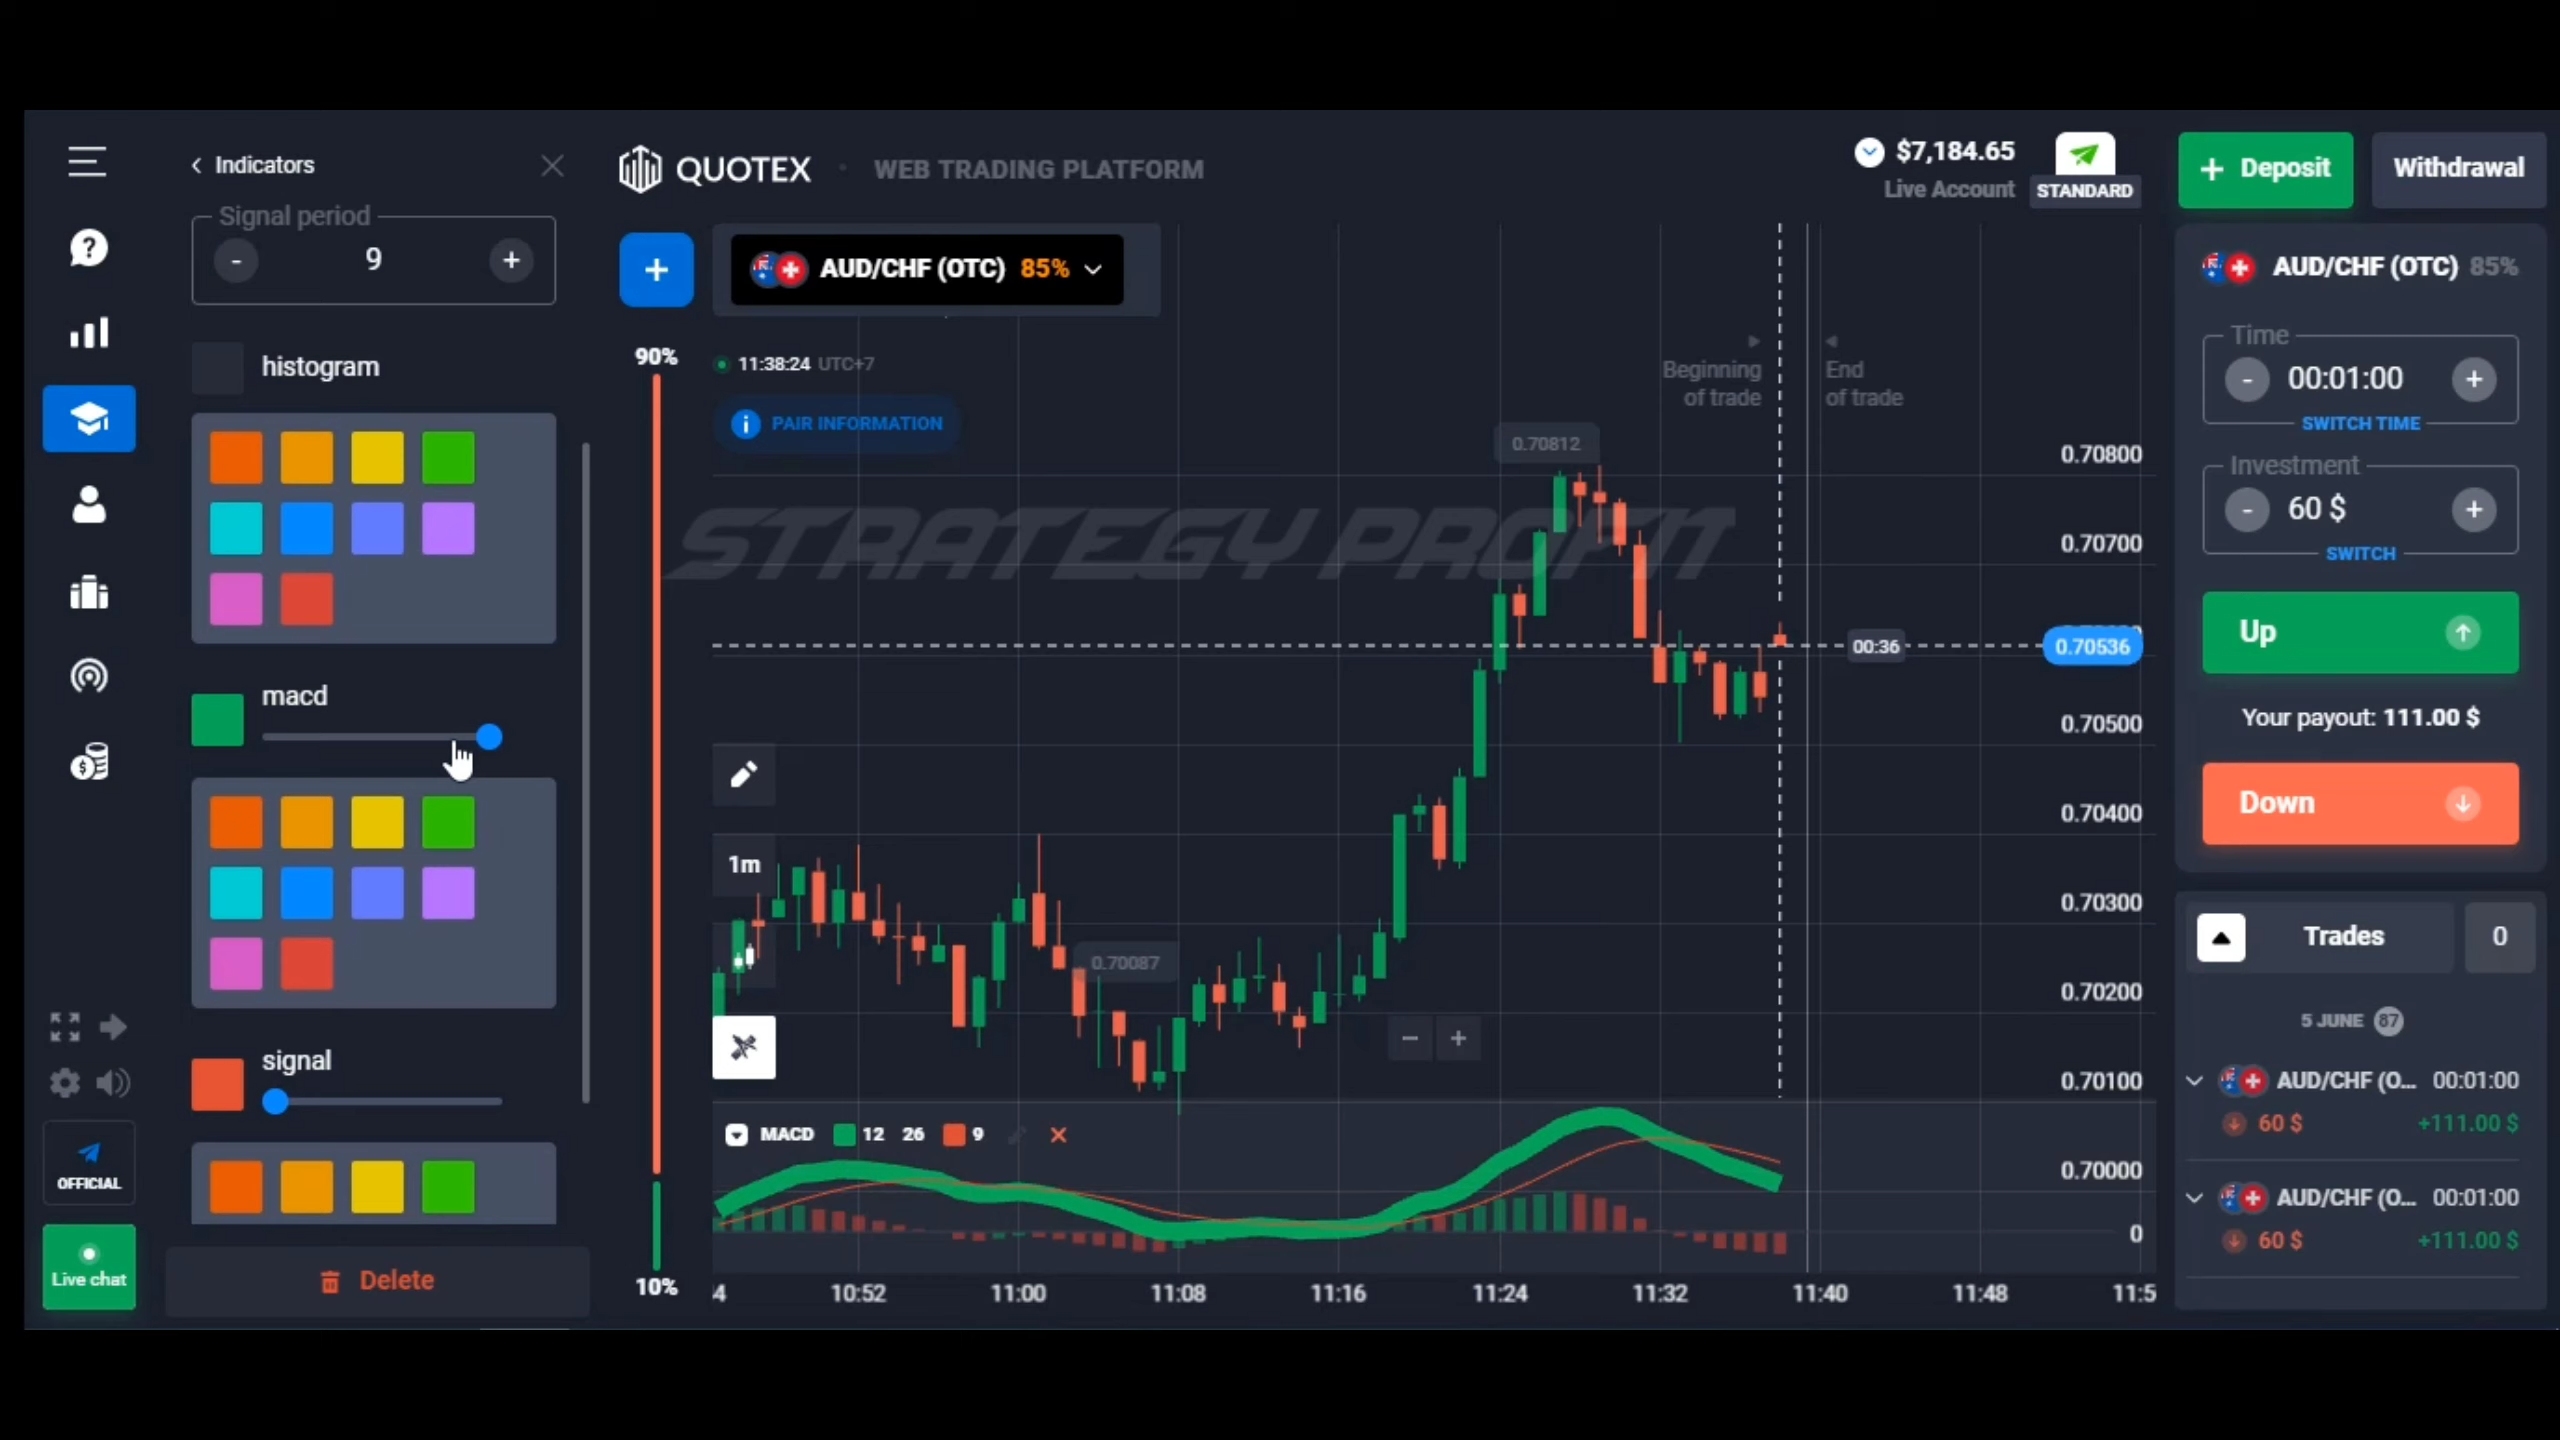 Indicators
Signal period
- 9 +
histogram
macd
signal
Delete
OFFICIAL
Live chat
QUOTEX
WEB TRADING PLATFORM
$7,184.65
Live Account
STANDARD
+ Deposit
Withdrawal
+
AUD/CHF (OTC) 85%
90%
10%
11:38:24 UTC+7
i PAIR INFORMATION
Beginning
of trade
End
of trade
0.70812
STRATEGY PROFIT
00:36
0.70536
0.70087
1m
- +
0.70800
0.70700
0.70500
0.70400
0.70300
0.70200
0.70100
0.70000
0
MACD 12 26 9
4 10:52 11:00 11:08 11:16 11:24 11:32 11:40 11:48 11:5
AUD/CHF (OTC) 85%
Time
- 00:01:00 +
SWITCH TIME
Investment
- 60 $ +
SWITCH
Up
Your payout: 111.00 $
Down
Trades 0
5 JUNE 87
AUD/CHF (O... 00:01:00
60 $ +111.00 $
AUD/CHF (O... 00:01:00
60 $ +111.00 $